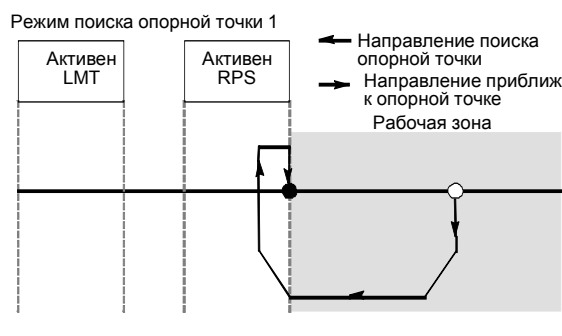 Режим поиска опорной точки 1
Активен
LMT
Активен
RPS
Направление поиска
опорной точки
Направление приближ
к опорной точке
Рабочая зона